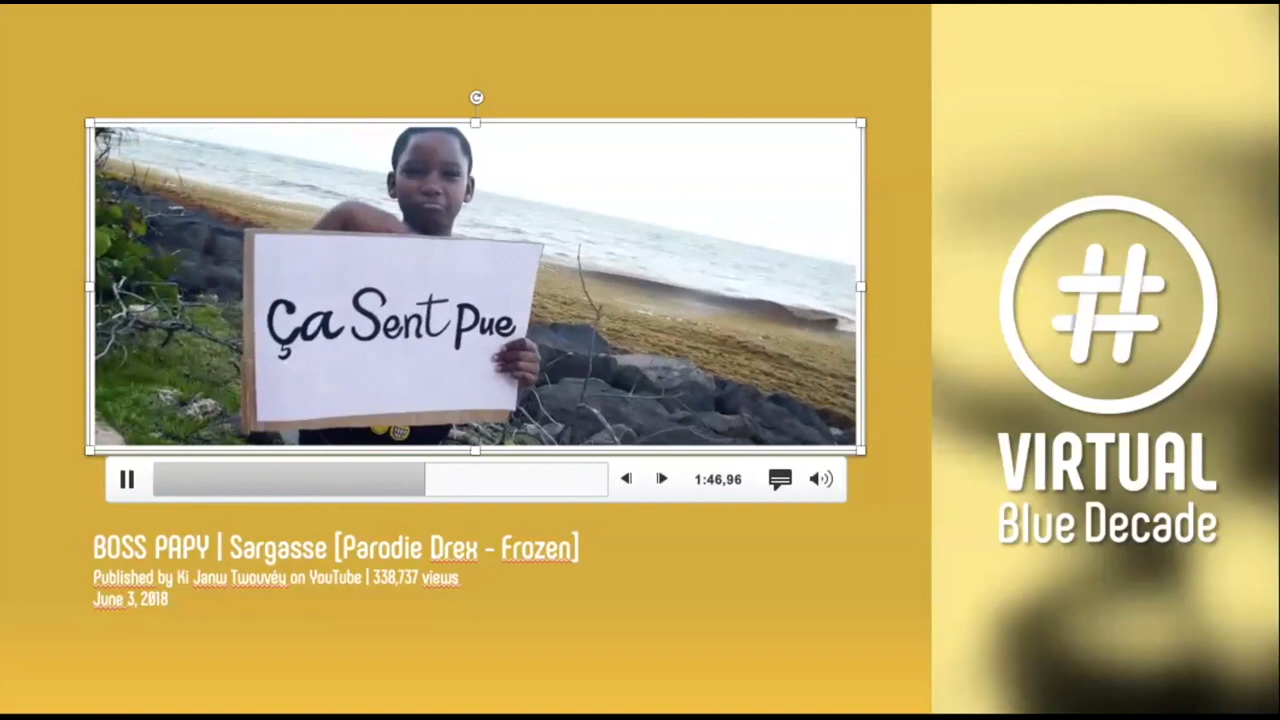 Ça Sent Pue
1:46,96
BOSS PAPY | Sargasse [Parodie Drex - Frozen]
Published by Ki Janw Twouvéy on YouTube | 338,737 views
June 3, 2018
#
VIRTUAL
Blue Decade